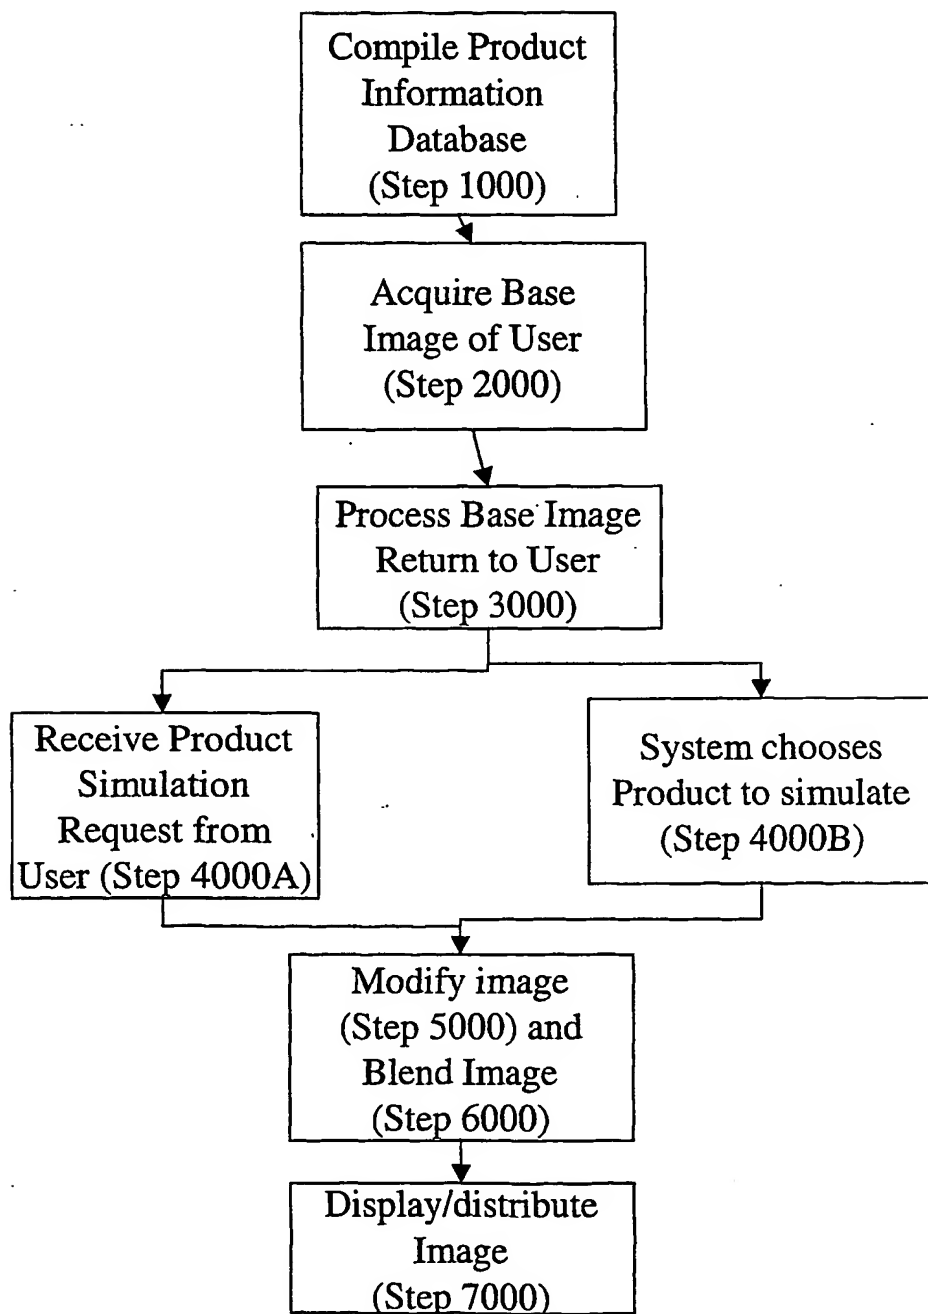 Compile Product
Information
Database
(Step 1000)
Acquire Base
Image of User
(Step 2000)
Process Base Image
Return to User
(Step 3000)
Receive Product
Simulation
Request from
User (Step 4000A)
System chooses
Product to simulate
(Step 4000B)
Modify image
(Step 5000) and
Blend Image
(Step 6000)
Display/distribute
Image
(Step 7000)